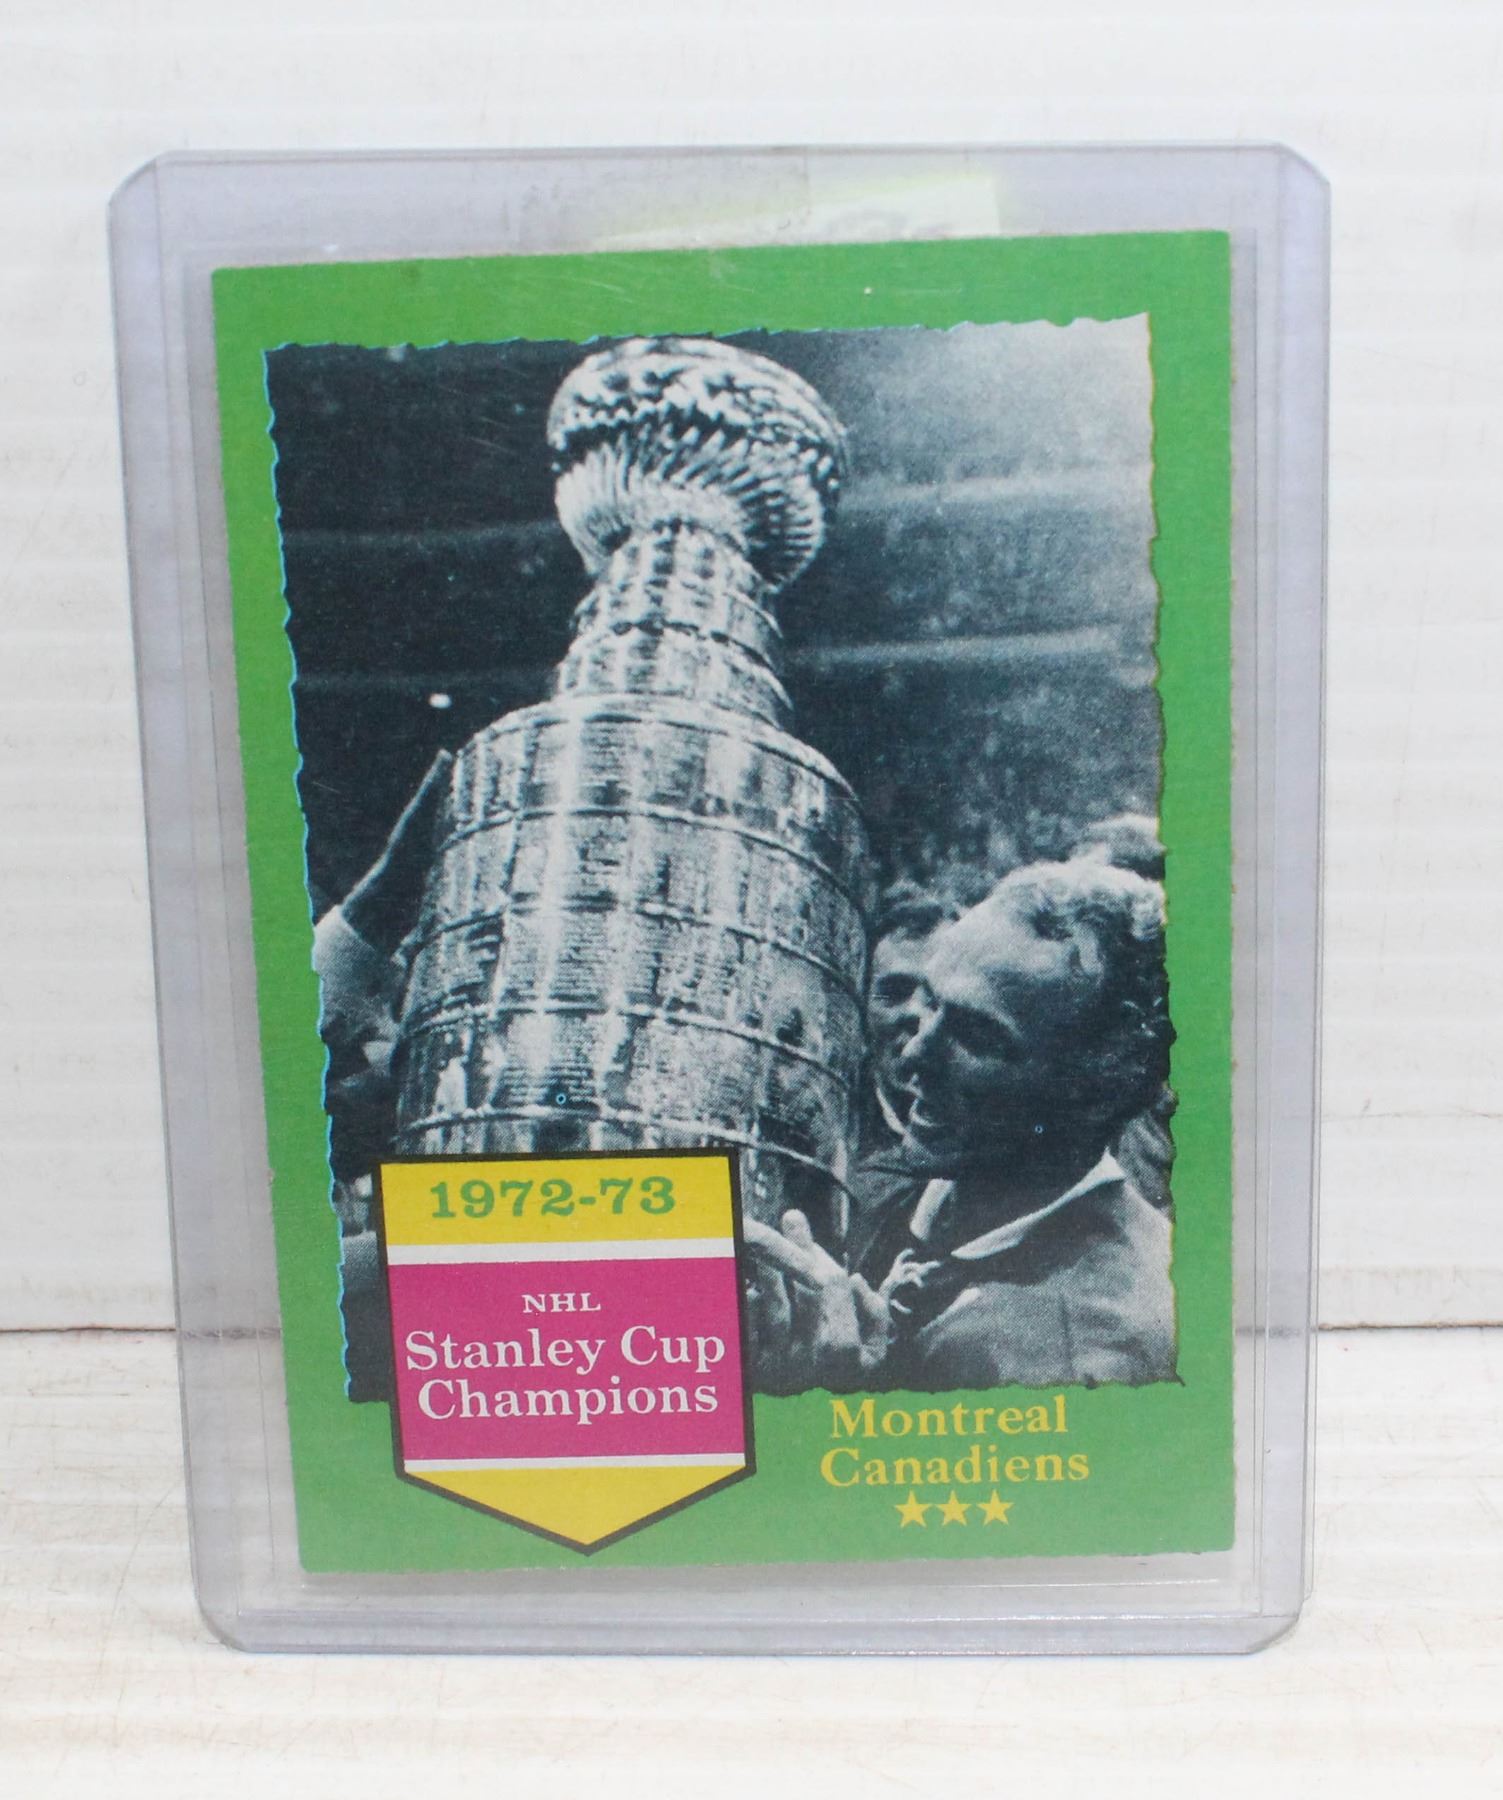 1972-73
NHL
Stanley Cup
Champions
Montreal
Canadiens